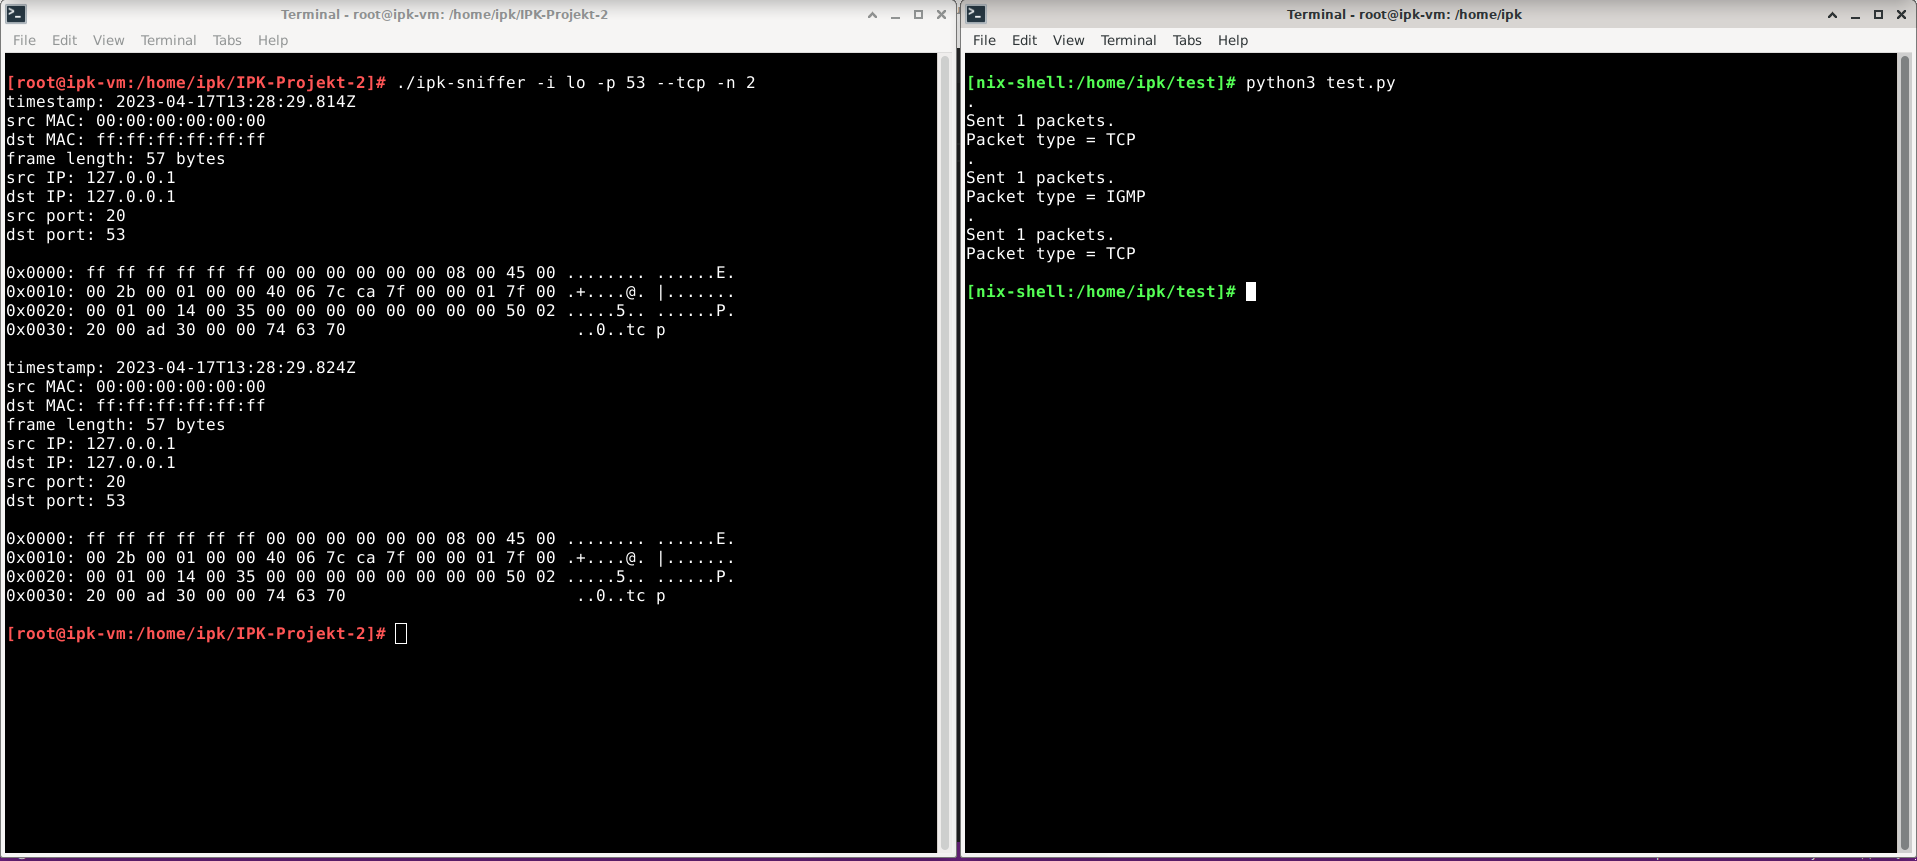 Terminal - root@ipk-vm: /home/ipk/IPK-Projekt-2
File Edit View Terminal Tabs Help
[root@ipk-vm:/home/ipk/IPK-Projekt-2]# ./ipk-sniffer -i lo -p 53 --tcp -n 2
timestamp: 2023-04-17T13:28:29.814Z
src MAC: 00:00:00:00:00:00
dst MAC: ff:ff:ff:ff:ff:ff
frame length: 57 bytes
src IP: 127.0.0.1
dst IP: 127.0.0.1
src port: 20
dst port: 53
0x0000: ff ff ff ff ff ff 00 00 00 00 00 00 08 00 45 00 ........ ......E.
0x0010: 00 2b 00 01 00 00 40 06 7c ca 7f 00 00 01 7f 00 .+....@. |.......
0x0020: 00 01 00 14 00 35 00 00 00 00 00 00 00 00 50 02 .....5.. ......P.
0x0030: 20 00 ad 30 00 00 74 63 70 ..0..tc p
timestamp: 2023-04-17T13:28:29.824Z
src MAC: 00:00:00:00:00:00
dst MAC: ff:ff:ff:ff:ff:ff
frame length: 57 bytes
src IP: 127.0.0.1
dst IP: 127.0.0.1
src port: 20
dst port: 53
0x0000: ff ff ff ff ff ff 00 00 00 00 00 00 08 00 45 00 ........ ......E.
0x0010: 00 2b 00 01 00 00 40 06 7c ca 7f 00 00 01 7f 00 .+....@. |.......
0x0020: 00 01 00 14 00 35 00 00 00 00 00 00 00 00 50 02 .....5.. ......P.
0x0030: 20 00 ad 30 00 00 74 63 70 ..0..tc p
[root@ipk-vm:/home/ipk/IPK-Projekt-2]#
Terminal - root@ipk-vm: /home/ipk
File Edit View Terminal Tabs Help
[nix-shell:/home/ipk/test]# python3 test.py
.
Sent 1 packets.
Packet type = TCP
.
Sent 1 packets.
Packet type = IGMP
.
Sent 1 packets.
Packet type = TCP
[nix-shell:/home/ipk/test]#